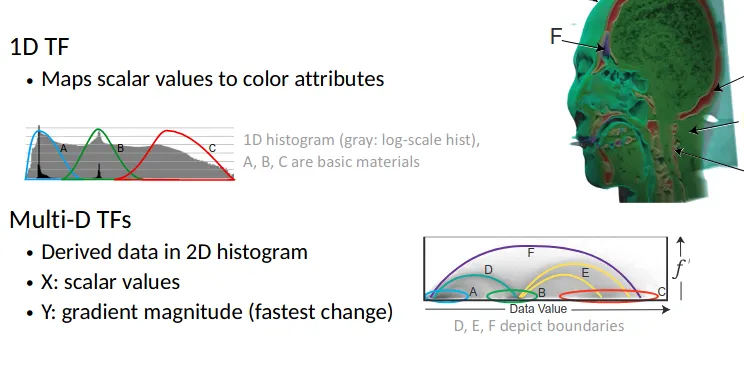 1D TF
• Maps scalar values to color attributes
F
A B C
1D histogram (gray: log-scale hist),
A, B, C are basic materials
Multi-D TFs
• Derived data in 2D histogram
• X: scalar values
• Y: gradient magnitude (fastest change)
F
D E
A B C
f'
Data Value
D, E, F depict boundaries